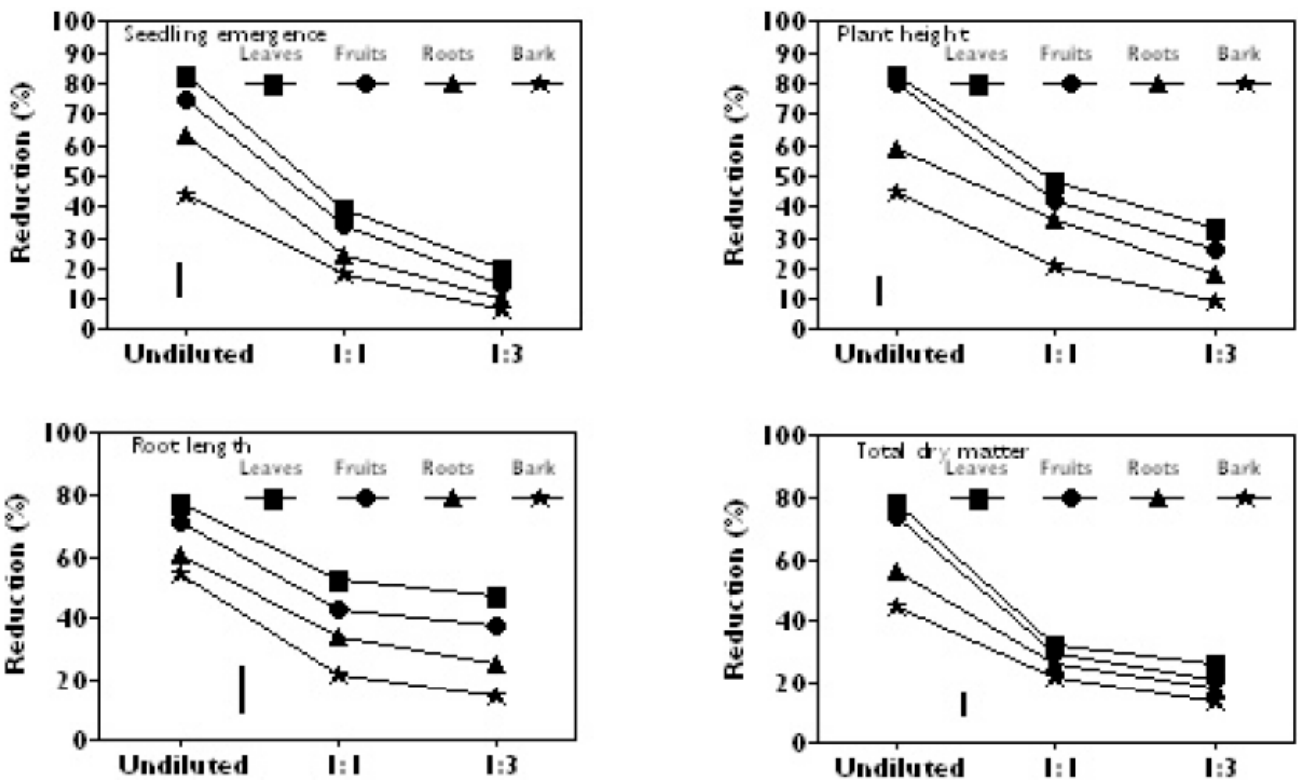 Seedling emergence
Leaves Fruits Roots Bark
Reduction (%)
100
90
80
70
60
50
40
30
20
10
0
Undiluted 1:1 1:3
Plant height
Leaves Fruits Roots Bark
Reduction (%)
100
90
80
70
60
50
40
30
20
10
0
Undiluted 1:1 1:3
Root length
Leaves Fruits Roots Bark
Reduction (%)
100
80
60
40
20
0
Undiluted 1:1 1:3
Total dry matter
Leaves Fruits Roots Bark
Reduction (%)
100
80
60
40
20
0
Undiluted 1:1 1:3